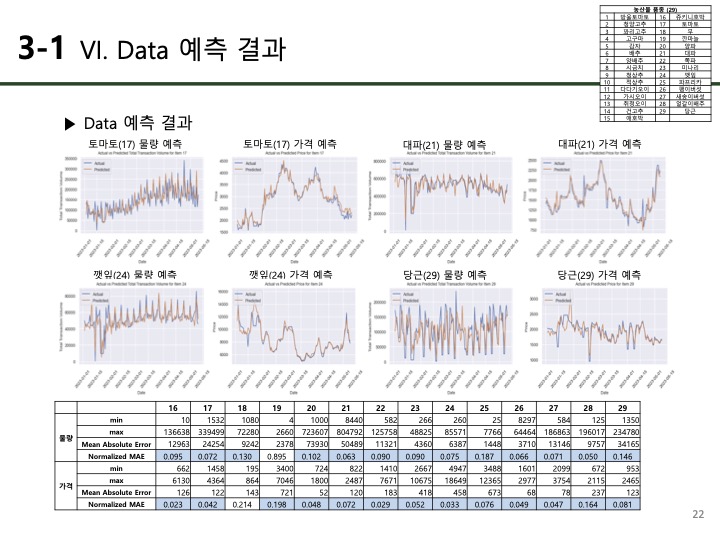 3-1 VI. Data 예측 결과
농산물 품종 (29)
1 방울토마토 16 쥬키니호박
2 청양고추 17 토마토
3 꽈리고추 18 무
4 고구마 19 깐마늘
5 감자 20 양파
6 배추 21 대파
7 양배추 22 쪽파
8 시금치 23 미나리
9 청상추 24 깻잎
10 적상추 25 파프리카
11 다다기오이 26 팽이버섯
12 가시오이 27 새송이버섯
13 취청오이 28 얼갈이배추
14 건고추 29 당근
15 애호박
▶ Data 예측 결과
토마토(17) 물량 예측
토마토(17) 가격 예측
대파(21) 물량 예측
대파(21) 가격 예측
Actual vs Predicted Total Transaction Volume for Item 17
Actual vs Predicted Price for Item 17
Actual vs Predicted Total Transaction Volume for Item 21
Actual vs Predicted Price for Item 21
깻잎(24) 물량 예측
깻잎(24) 가격 예측
당근(29) 물량 예측
당근(29) 가격 예측
Actual vs Predicted Total Transaction Volume for Item 24
Actual vs Predicted Price for Item 24
Actual vs Predicted Total Transaction Volume for Item 29
Actual vs Predicted Price for Item 29
16 17 18 19 20 21 22 23 24 25 26 27 28 29
물량
min 10 1532 1080 4 1000 8440 582 266 260 25 8297 584 125 1350
max 136638 339499 72280 2660 723607 804792 125758 48825 85571 7766 64464 186863 196017 234780
Mean Absolute Error 12963 24254 9242 2378 73930 50489 11321 4360 6387 1448 3710 13146 9757 34165
Normalized MAE 0.095 0.072 0.130 0.895 0.102 0.063 0.090 0.090 0.075 0.187 0.066 0.071 0.050 0.146
가격
min 662 1458 195 3400 724 822 1410 2667 4947 3488 1601 2099 672 953
max 6130 4364 864 7046 1800 2487 7671 10675 18649 12365 2977 3754 2115 2465
Mean Absolute Error 126 122 143 721 52 120 183 418 458 673 68 78 237 123
Normalized MAE 0.023 0.042 0.214 0.198 0.048 0.072 0.029 0.052 0.033 0.076 0.049 0.047 0.164 0.081
22